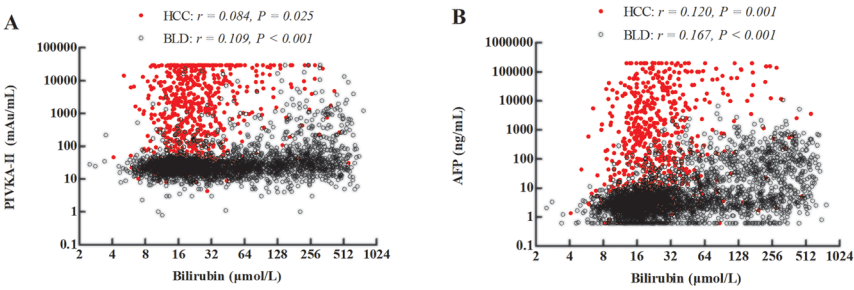 A
HCC: r = 0.084, P = 0.025
BLD: r = 0.109, P < 0.001
PIVKA-II (mAu/mL)
100000
10000
1000
100
10
1
0.1
2 4 8 16 32 64 128 256 512 1024
Bilirubin (μmol/L)
B
HCC: r = 0.120, P = 0.001
BLD: r = 0.167, P < 0.001
AFP (ng/mL)
1000000
100000
10000
1000
100
10
1
0.1
2 4 8 16 32 64 128 256 512 1024
Bilirubin (μmol/L)